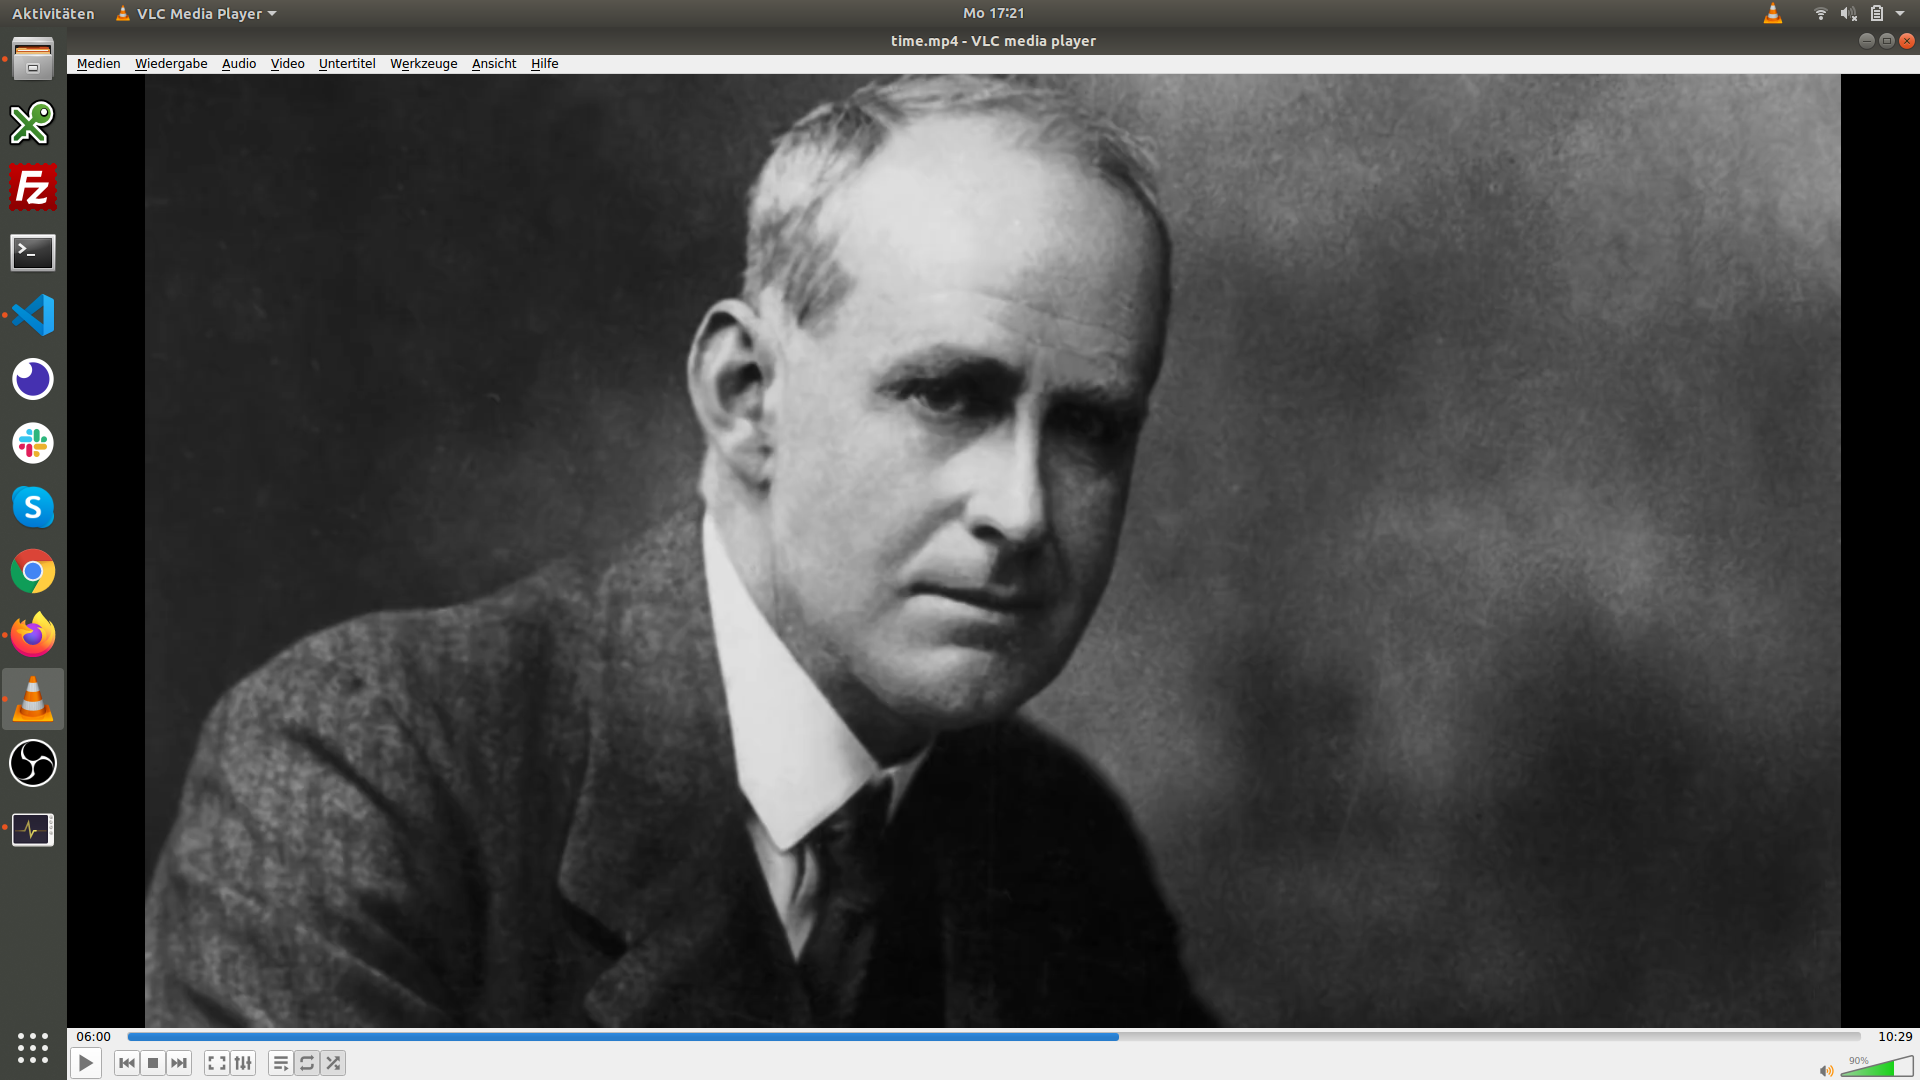 Aktivitäten VLC Media Player Mo 17:21
time.mp4 - VLC media player
Medien Wiedergabe Audio Video Untertitel Werkzeuge Ansicht Hilfe
Fz
>_
S
06:00 10:29
90%